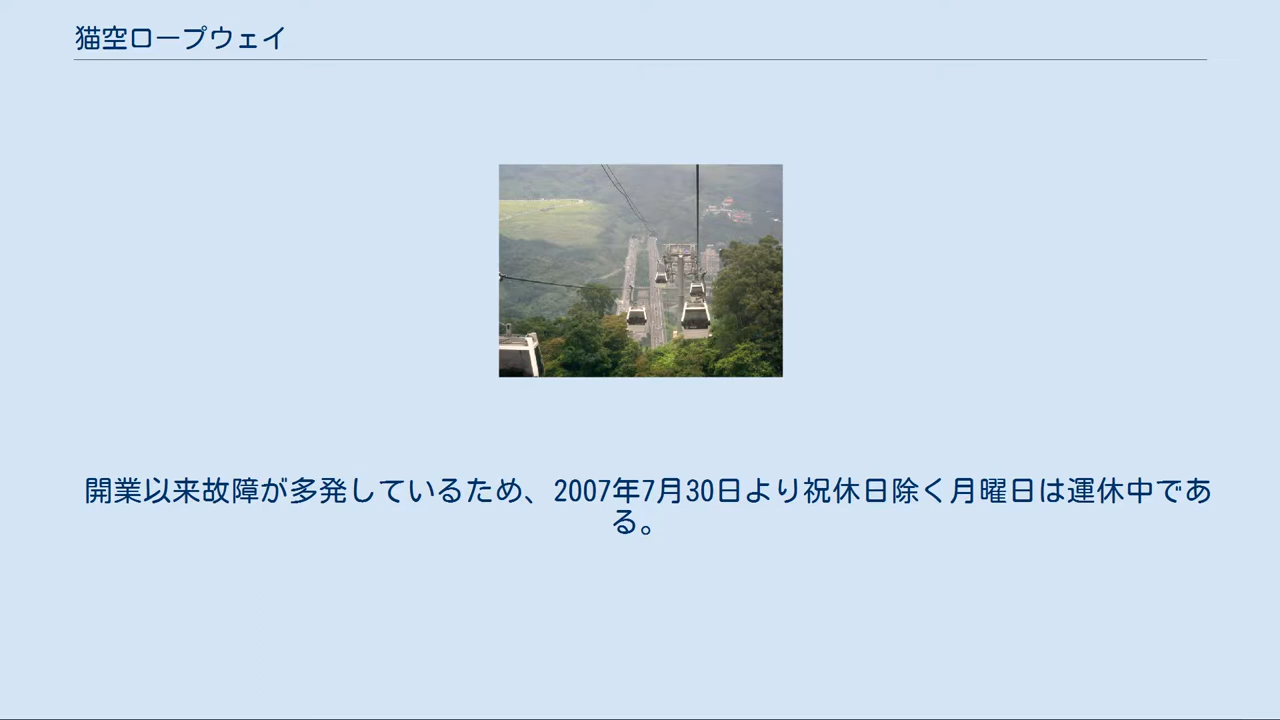 猫空ロープウェイ
開業以来故障が多発しているため、2007年7月30日より祝休日除く月曜日は運休中であ
る。